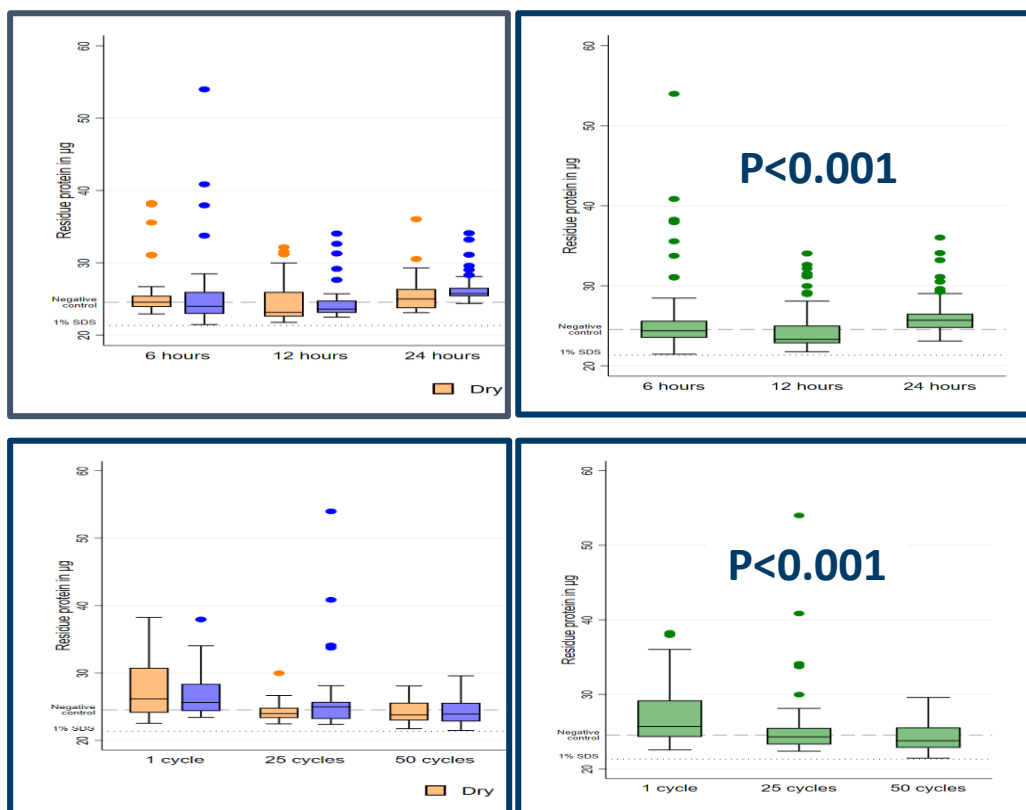 60
50
40
30
20
Residue protein in µg
Negative
control
1% SDS
6 hours 12 hours 24 hours
Dry
60
50
40
30
20
Residue protein in µg
P<0.001
Negative
control
1% SDS
6 hours 12 hours 24 hours
60
50
40
30
20
Residue protein in µg
Negative
control
1% SDS
1 cycle 25 cycles 50 cycles
Dry
60
50
40
30
20
Residue protein in µg
P<0.001
Negative
control
1% SDS
1 cycle 25 cycles 50 cycles